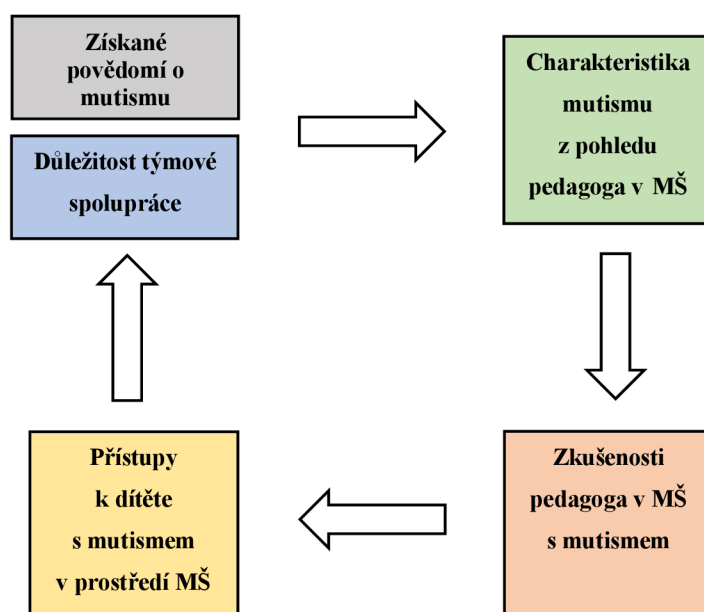 Získané
povědomí o
mutismu
Důležitost týmové
spolupráce
Charakteristika
mutismu
z pohledu
pedagoga v MŠ
Přístupy
k dítěte
s mutismem
v prostředí MŠ
Zkušenosti
pedagoga v MŠ
s mutismem